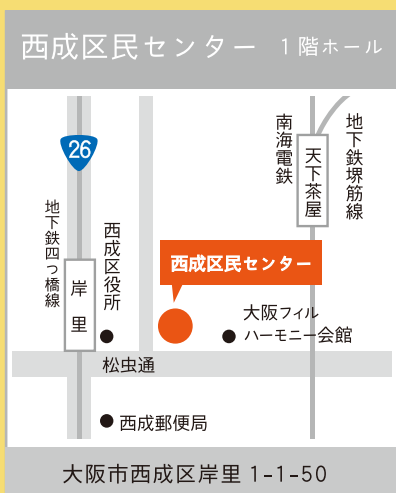 西成区民センター 1階ホール
26
南海電鉄
天下茶屋
地下鉄堺筋線
地下鉄四つ橋線
岸里
西成区役所
西成区民センター
大阪フィル
ハーモニー会館
松虫通
西成郵便局
大阪市西成区岸里1-1-50